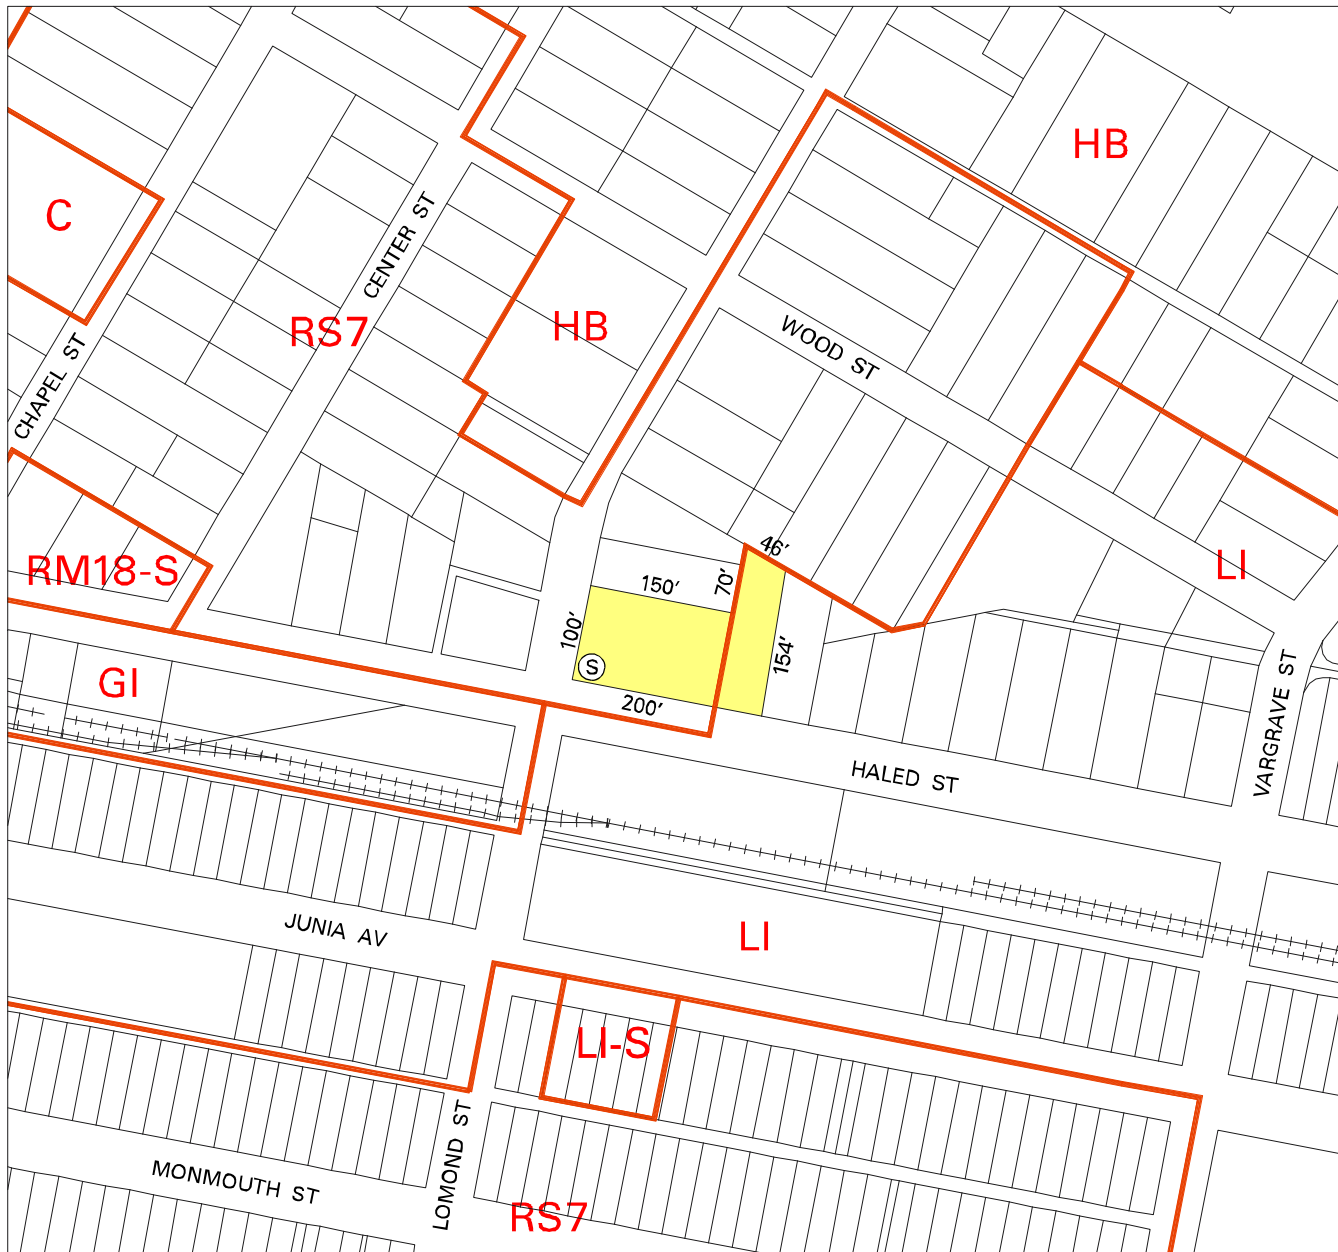 HB
C
CENTER ST
RS7
HB
WOOD ST
CHAPEL ST
46'
RM18-S
150'
70'
LI
100'
154'
S
GI
200'
VARGRAVE ST
HALED ST
JUNIA AV
LI
LI-S
LOMOND ST
MONMOUTH ST
RS7